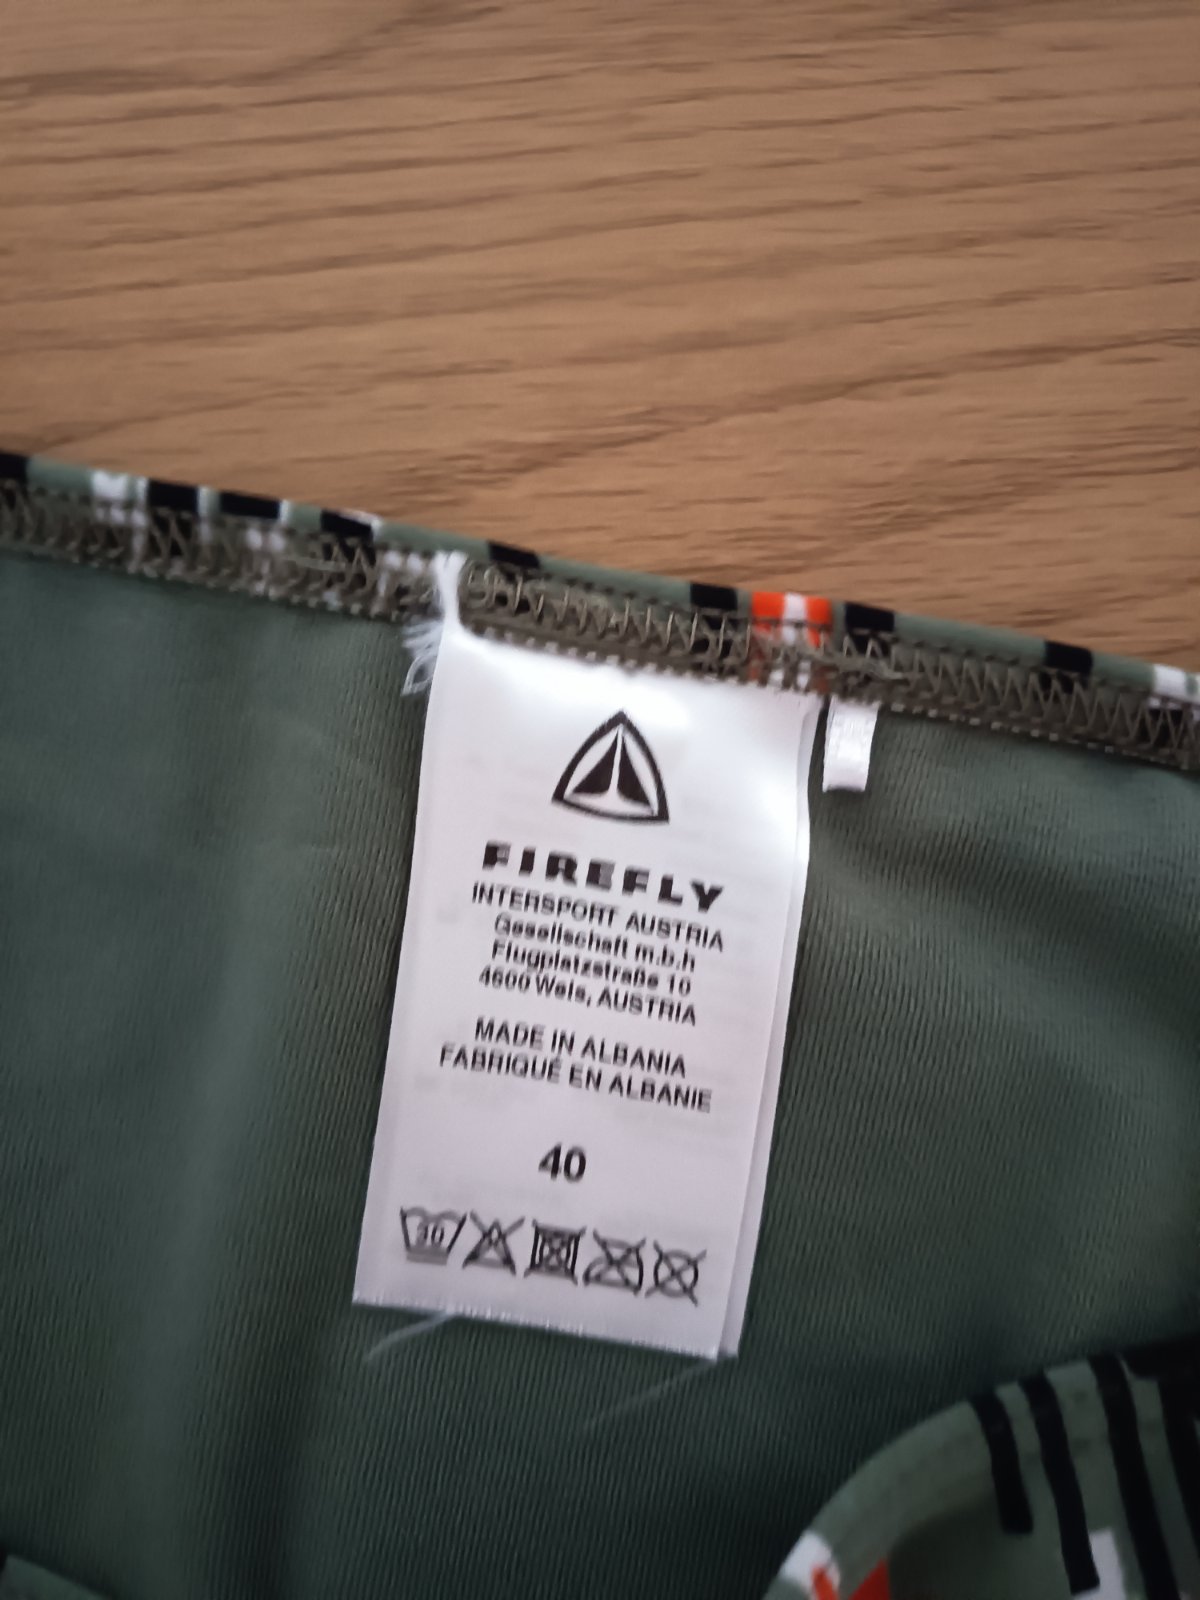 FIREFLY
INTERSPORT AUSTRIA
Gesellschaft m.b.h
Flugplatzstraße 10
4600 Wels, AUSTRIA
MADE IN ALBANIA
FABRIQUÉ EN ALBANIE
40
30